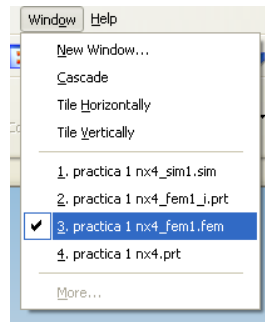 Window Help
New Window...
Cascade
Tile Horizontally
Tile Vertically
1. practica 1 nx4_sim1.sim
2. practica 1 nx4_fem1_i.prt
3. practica 1 nx4_fem1.fem
4. practica 1 nx4.prt
More...